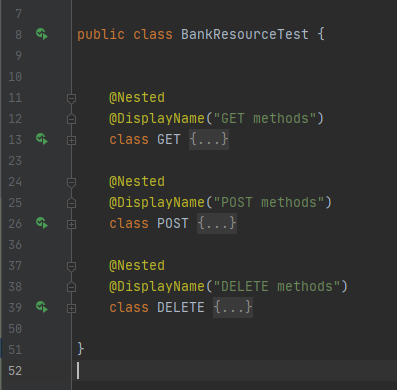 7
8 public class BankResourceTest {
9
10
11 @Nested
12 @DisplayName("GET methods")
13 class GET {...}
23
24 @Nested
25 @DisplayName("POST methods")
26 class POST {...}
36
37 @Nested
38 @DisplayName("DELETE methods")
39 class DELETE {...}
50
51 }
52